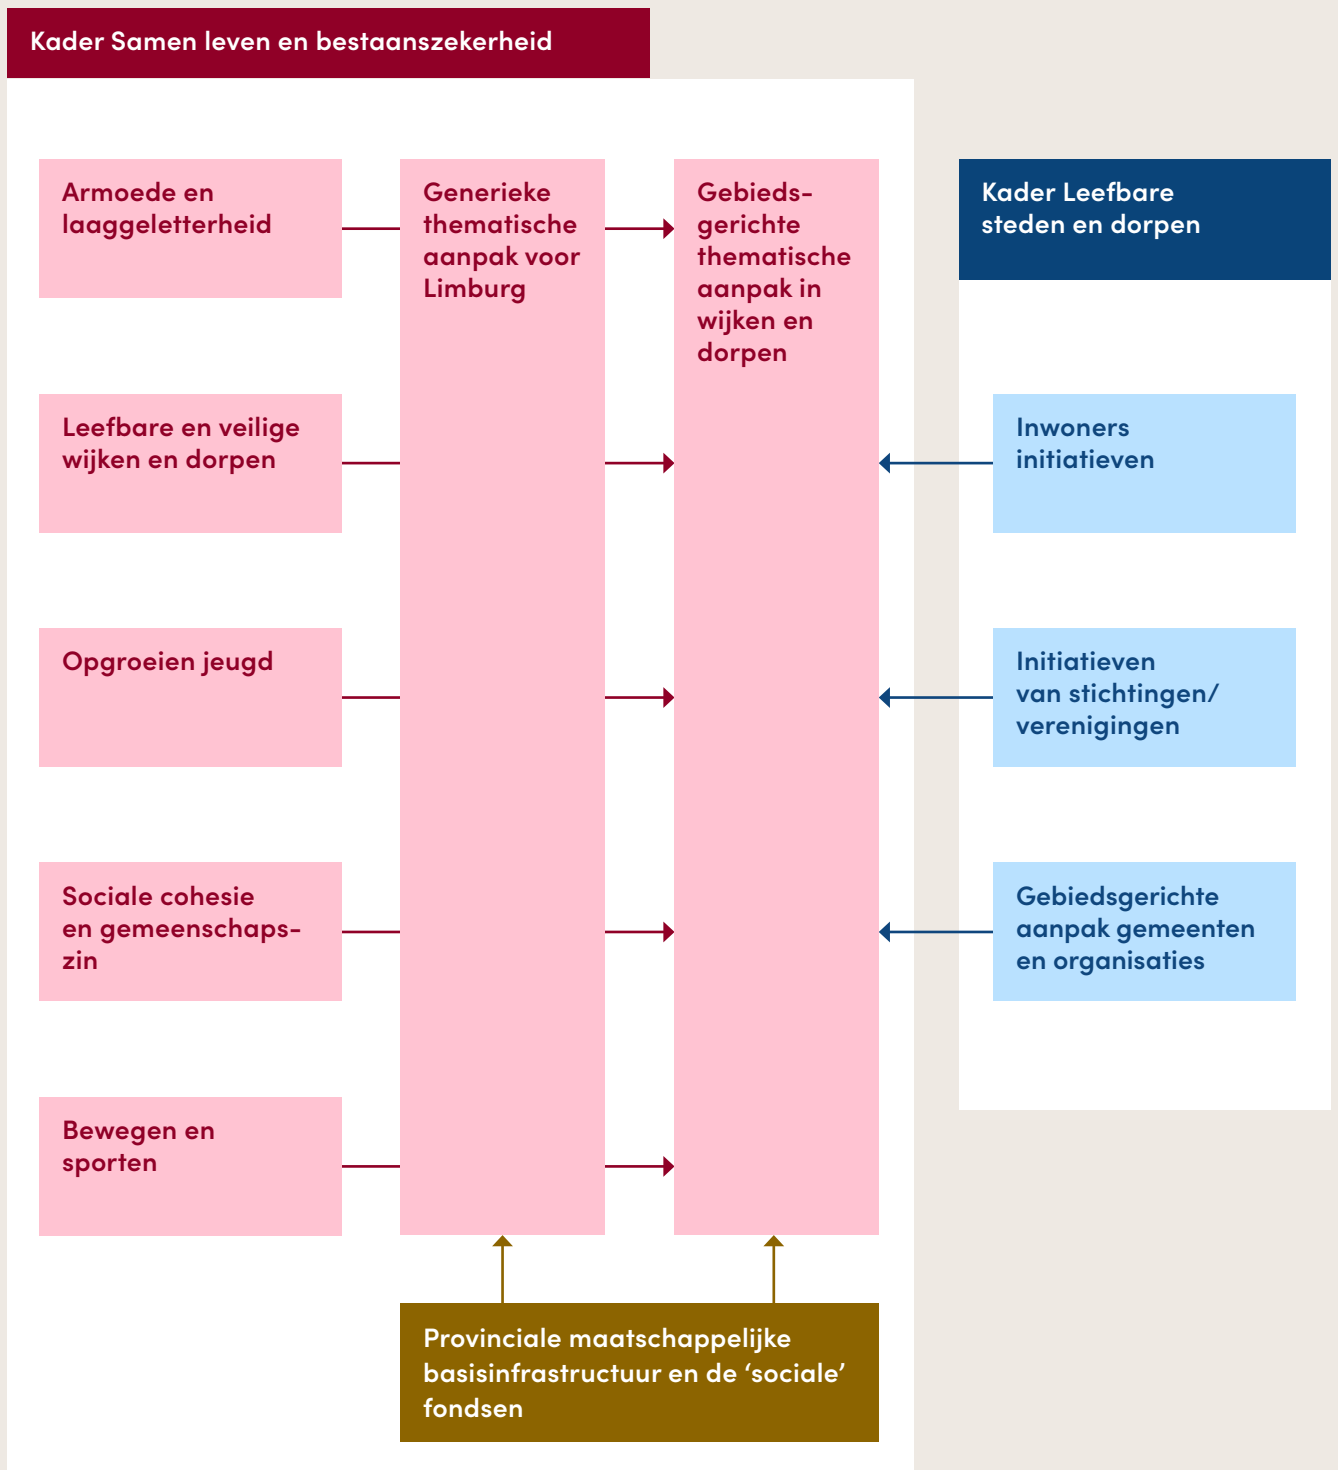 Kader Samen leven en bestaanszekerheid
Armoede en
laaggeletterheid
Leefbare en veilige
wijken en dorpen
Opgroeien jeugd
Sociale cohesie
en gemeenschaps-
zin
Bewegen en
sporten
Generieke
thematische
aanpak voor
Limburg
Gebieds-
gerichte
thematische
aanpak in
wijken en
dorpen
Provinciale maatschappelijke
basisinfrastructuur en de ‘sociale’
fondsen
Kader Leefbare
steden en dorpen
Inwoners
initiatieven
Initiatieven
van stichtingen/
verenigingen
Gebiedsgerichte
aanpak gemeenten
en organisaties